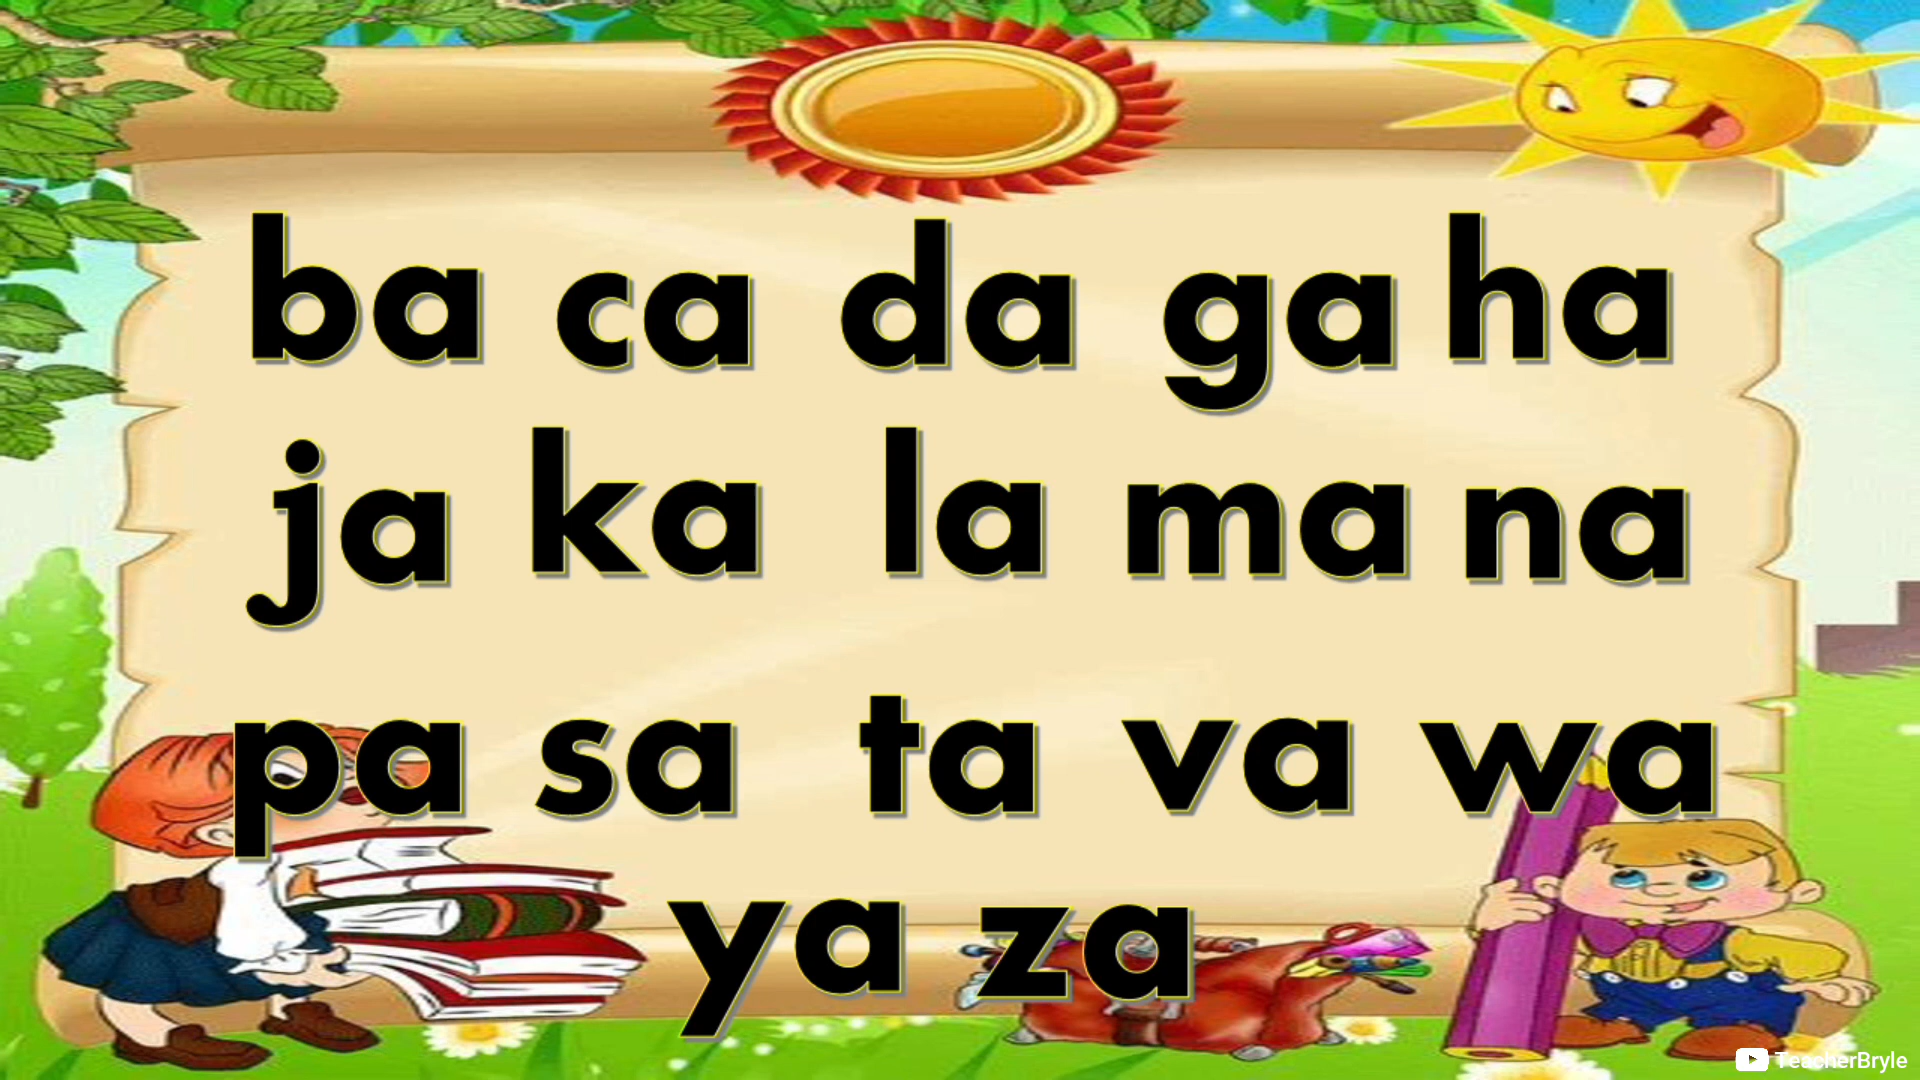 ba ca da ga ha
ja ka la ma na
pa sa ta va wa
ya za
TeacherBryle